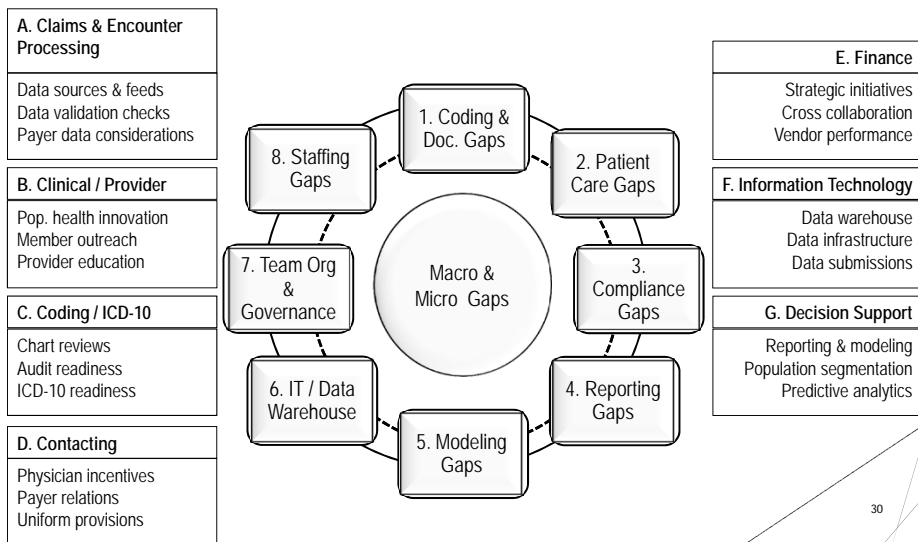 A. Claims & Encounter
Processing
Data sources & feeds
Data validation checks
Payer data considerations
B. Clinical / Provider
Pop. health innovation
Member outreach
Provider education
C. Coding / ICD-10
Chart reviews
Audit readiness
ICD-10 readiness
D. Contacting
Physician incentives
Payer relations
Uniform provisions
1. Coding &
Doc. Gaps
2. Patient
Care Gaps
3.
Compliance
Gaps
4. Reporting
Gaps
5. Modeling
Gaps
6. IT / Data
Warehouse
7. Team Org
&
Governance
8. Staffing
Gaps
Macro &
Micro Gaps
E. Finance
Strategic initiatives
Cross collaboration
Vendor performance
F. Information Technology
Data warehouse
Data infrastructure
Data submissions
G. Decision Support
Reporting & modeling
Population segmentation
Predictive analytics
30